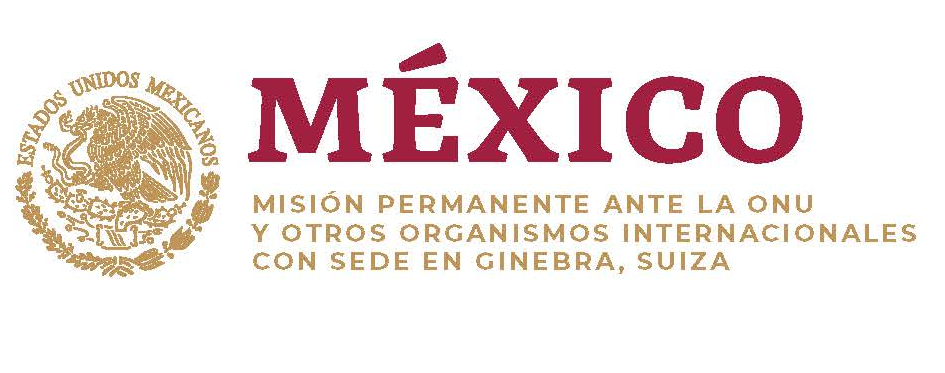 ESTADOS UNIDOS MEXICANOS
MÉXICO
MISIÓN PERMANENTE ANTE LA ONU
Y OTROS ORGANISMOS INTERNACIONALES
CON SEDE EN GINEBRA, SUIZA